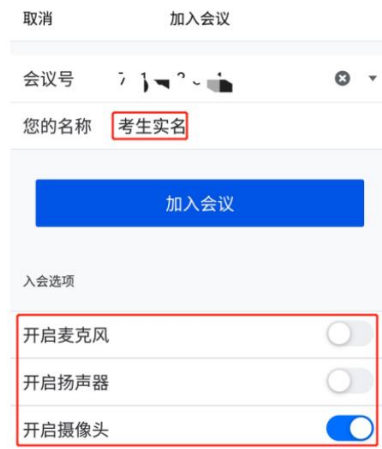 取消 加入会议
会议号
您的名称 考生实名
加入会议
入会选项
开启麦克风
开启扬声器
开启摄像头